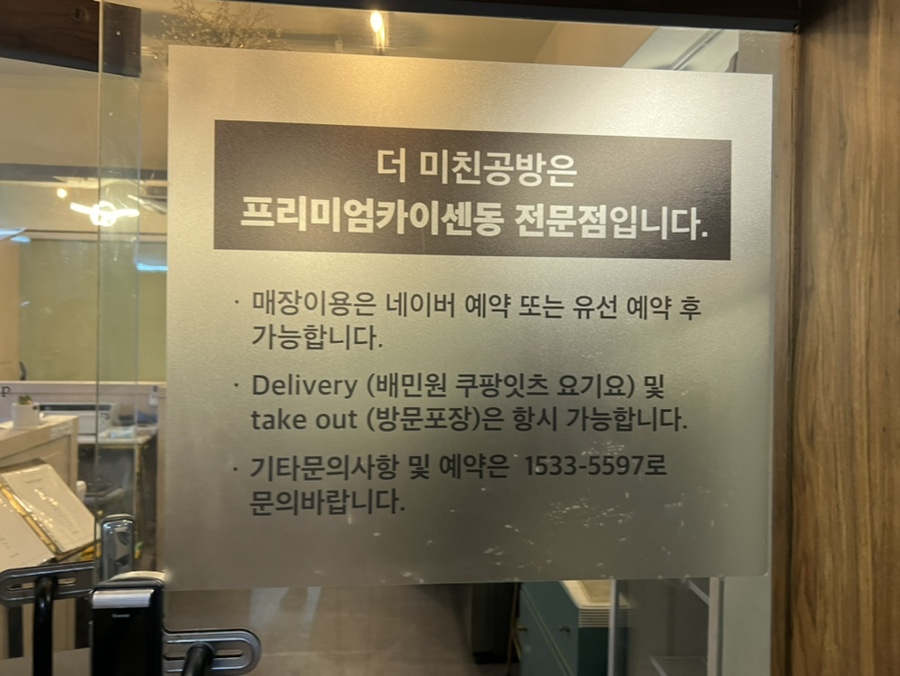 더 미친공방은
프리미엄카이센동 전문점입니다.
· 매장이용은 네이버 예약 또는 유선 예약 후
가능합니다.
· Delivery (배민원 쿠팡잇츠 요기요) 및
take out (방문포장)은 항시 가능합니다.
· 기타문의사항 및 예약은 1533-5597로
문의바랍니다.